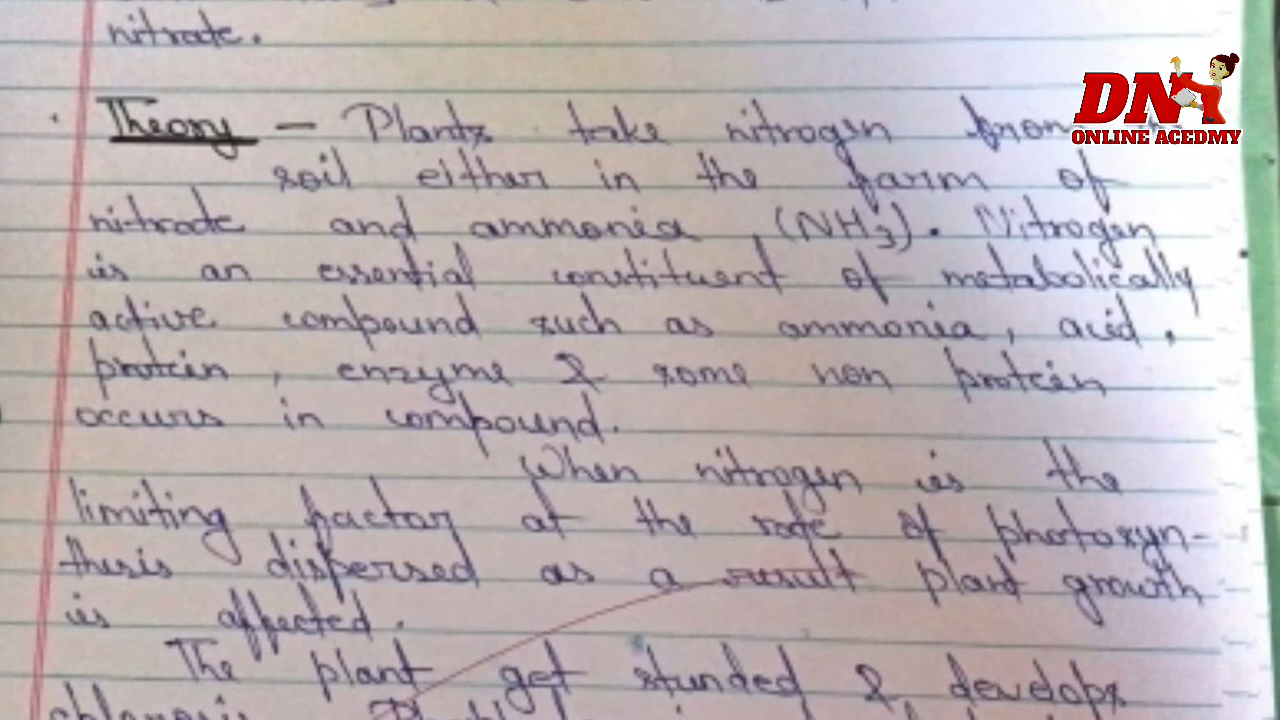 nitrate.
Theory - Plants take nitrogen from
soil either in the farm of
nitrate and ammonia (NH3). Nitrogen
is an essential constituent of metabolically
active compound such as ammonia, acid,
protein, enzyme & some non protein
occurs in compound.
When nitrogen is the
limiting factor at the rate of photosyn-
thesis dispersed as a result plant growth
is affected.
The plant get stunded & develops
chlorosis
DN
ONLINE ACEDMY